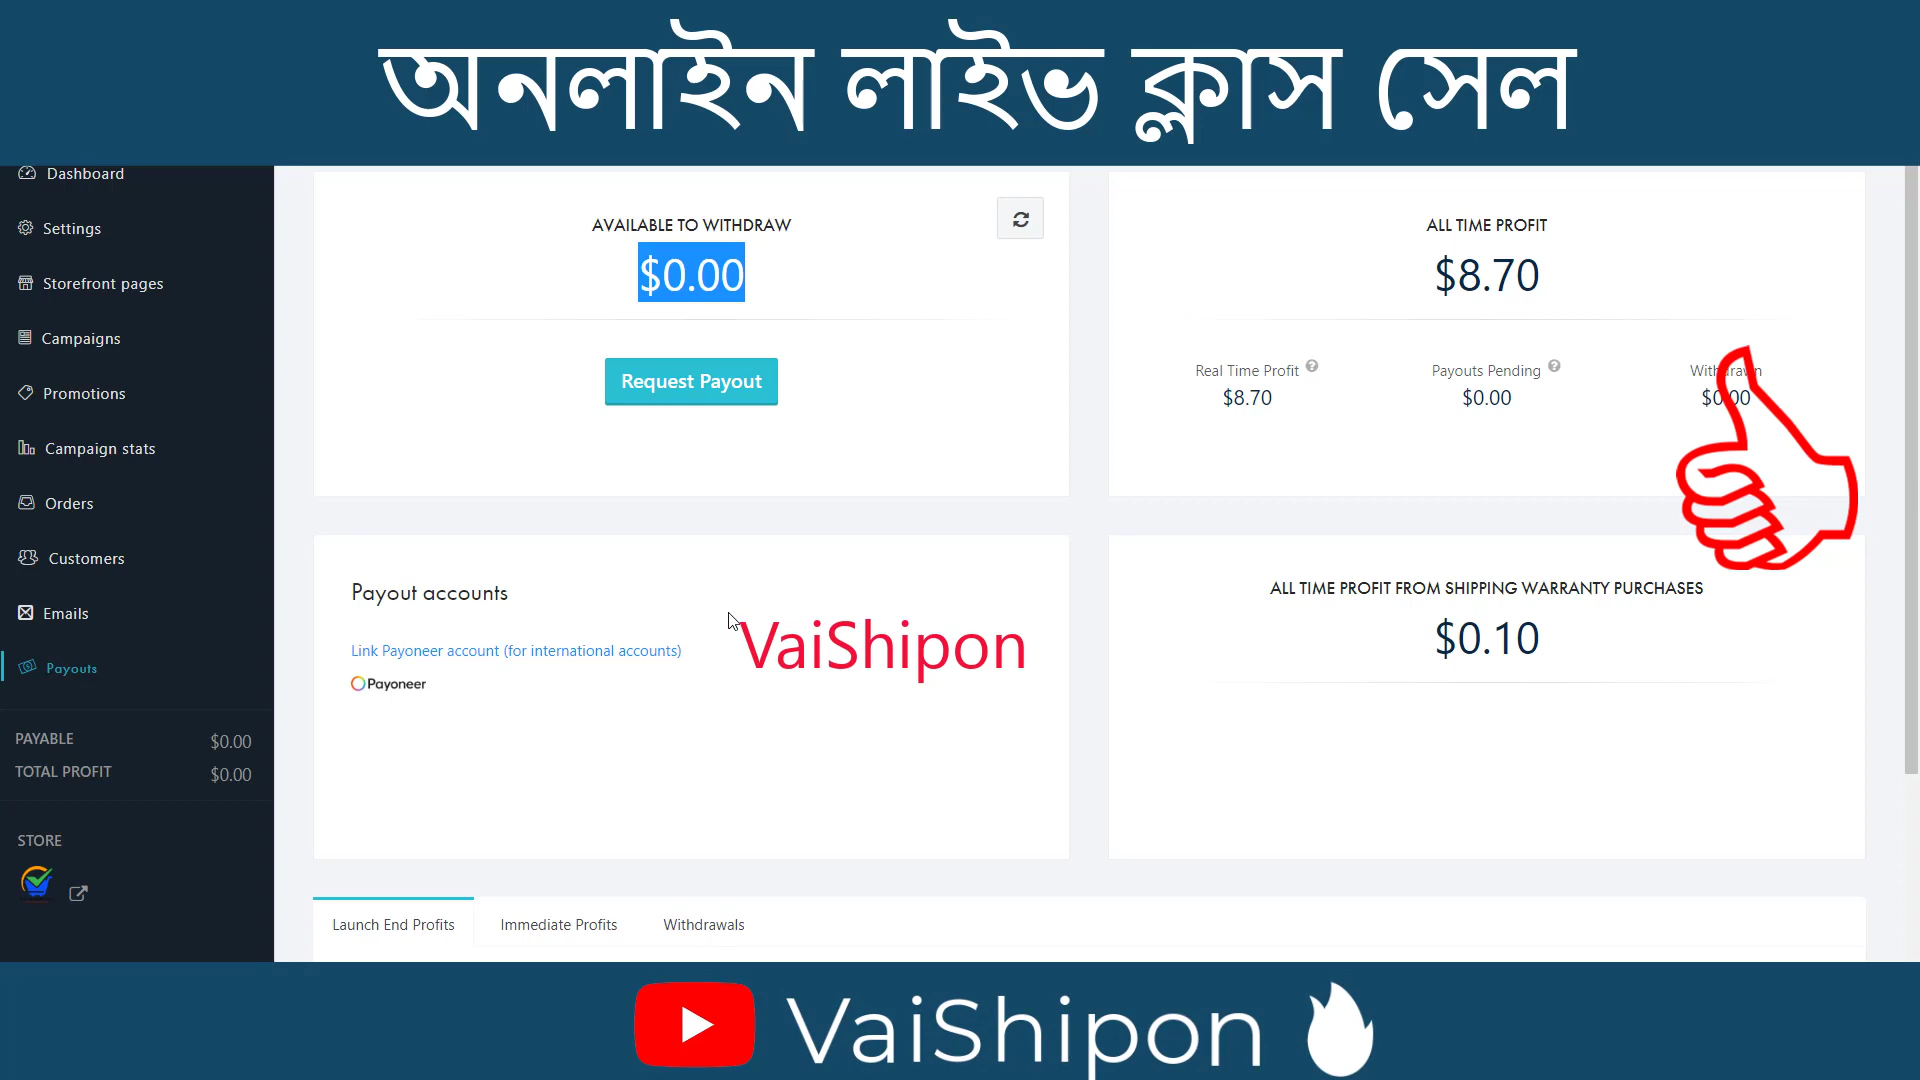 অনলাইন লাইভ ক্লাস সেল
Dashboard
Settings
Storefront pages
Campaigns
Promotions
Campaign stats
Orders
Customers
Emails
Payouts
PAYABLE $0.00
TOTAL PROFIT $0.00
STORE
AVAILABLE TO WITHDRAW
$0.00
Request Payout
ALL TIME PROFIT
$8.70
Real Time Profit Payouts Pending Withdrawn
$8.70 $0.00 $0.00
Payout accounts
Link Payoneer account (for international accounts)
Payoneer
VaiShipon
ALL TIME PROFIT FROM SHIPPING WARRANTY PURCHASES
$0.10
Launch End Profits Immediate Profits Withdrawals
VaiShipon